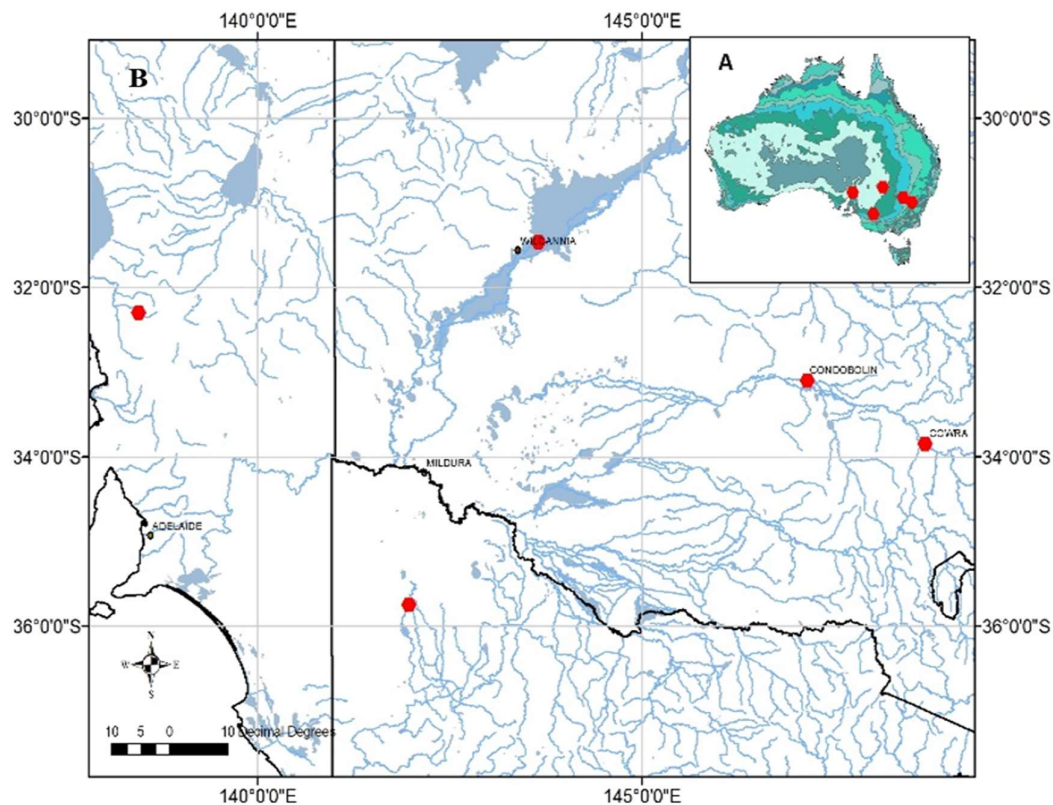 140°0'0"E 145°0'0"E
B
A
30°0'0"S 30°0'0"S
WILCANNIA
32°0'0"S 32°0'0"S
CONDOBOLIN
COWRA
34°0'0"S 34°0'0"S
MILDURA
ADELAIDE
36°0'0"S 36°0'0"S
N
W E
S
10 5 0 10 Decimal Degrees
140°0'0"E 145°0'0"E